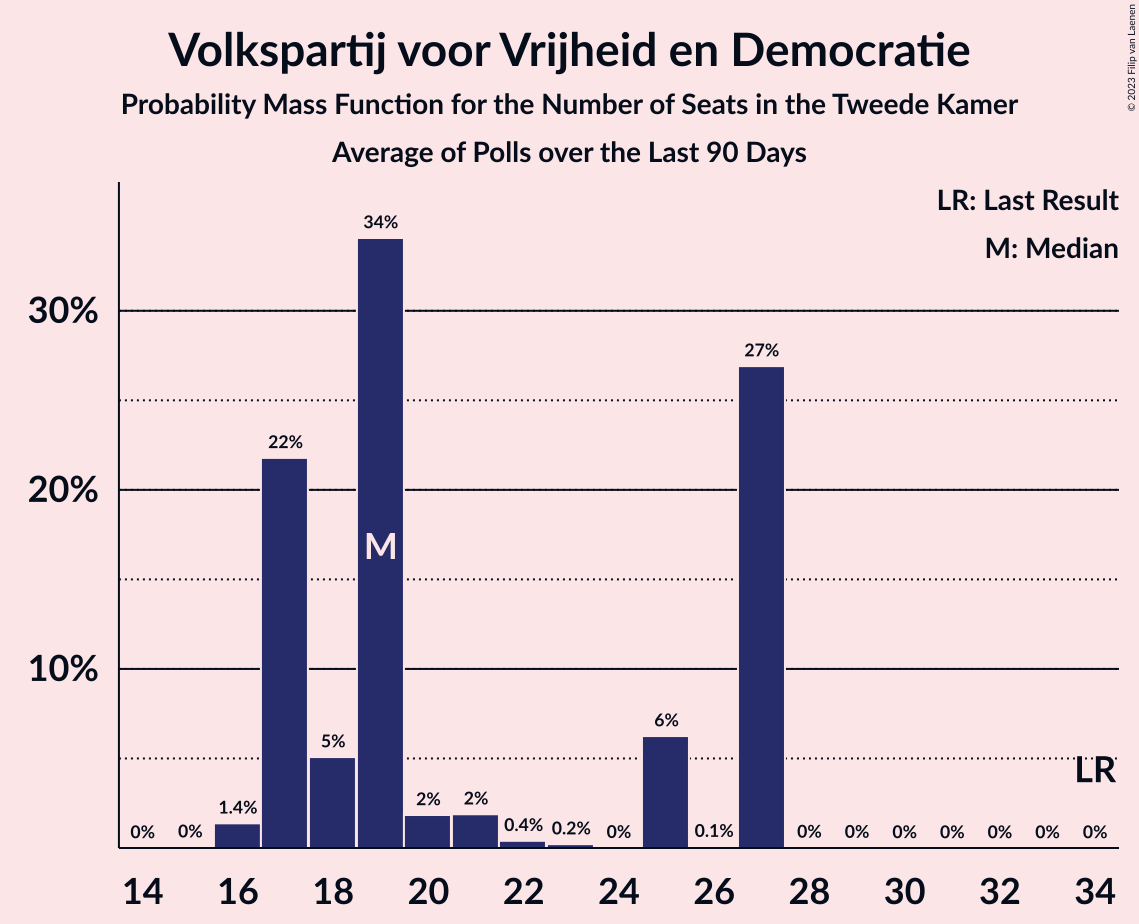 Volkspartij voor Vrijheid en Democratie
Probability Mass Function for the Number of Seats in the Tweede Kamer
Average of Polls over the Last 90 Days
© 2023 Filip van Laenen
LR: Last Result
M: Median
30%
20%
10%
0%
0%
1.4%
22%
5%
34%
M
2%
2%
0.4%
0.2%
0%
6%
0.1%
27%
0%
0%
0%
0%
0%
0%
0%
LR
14 16 18 20 22 24 26 28 30 32 34